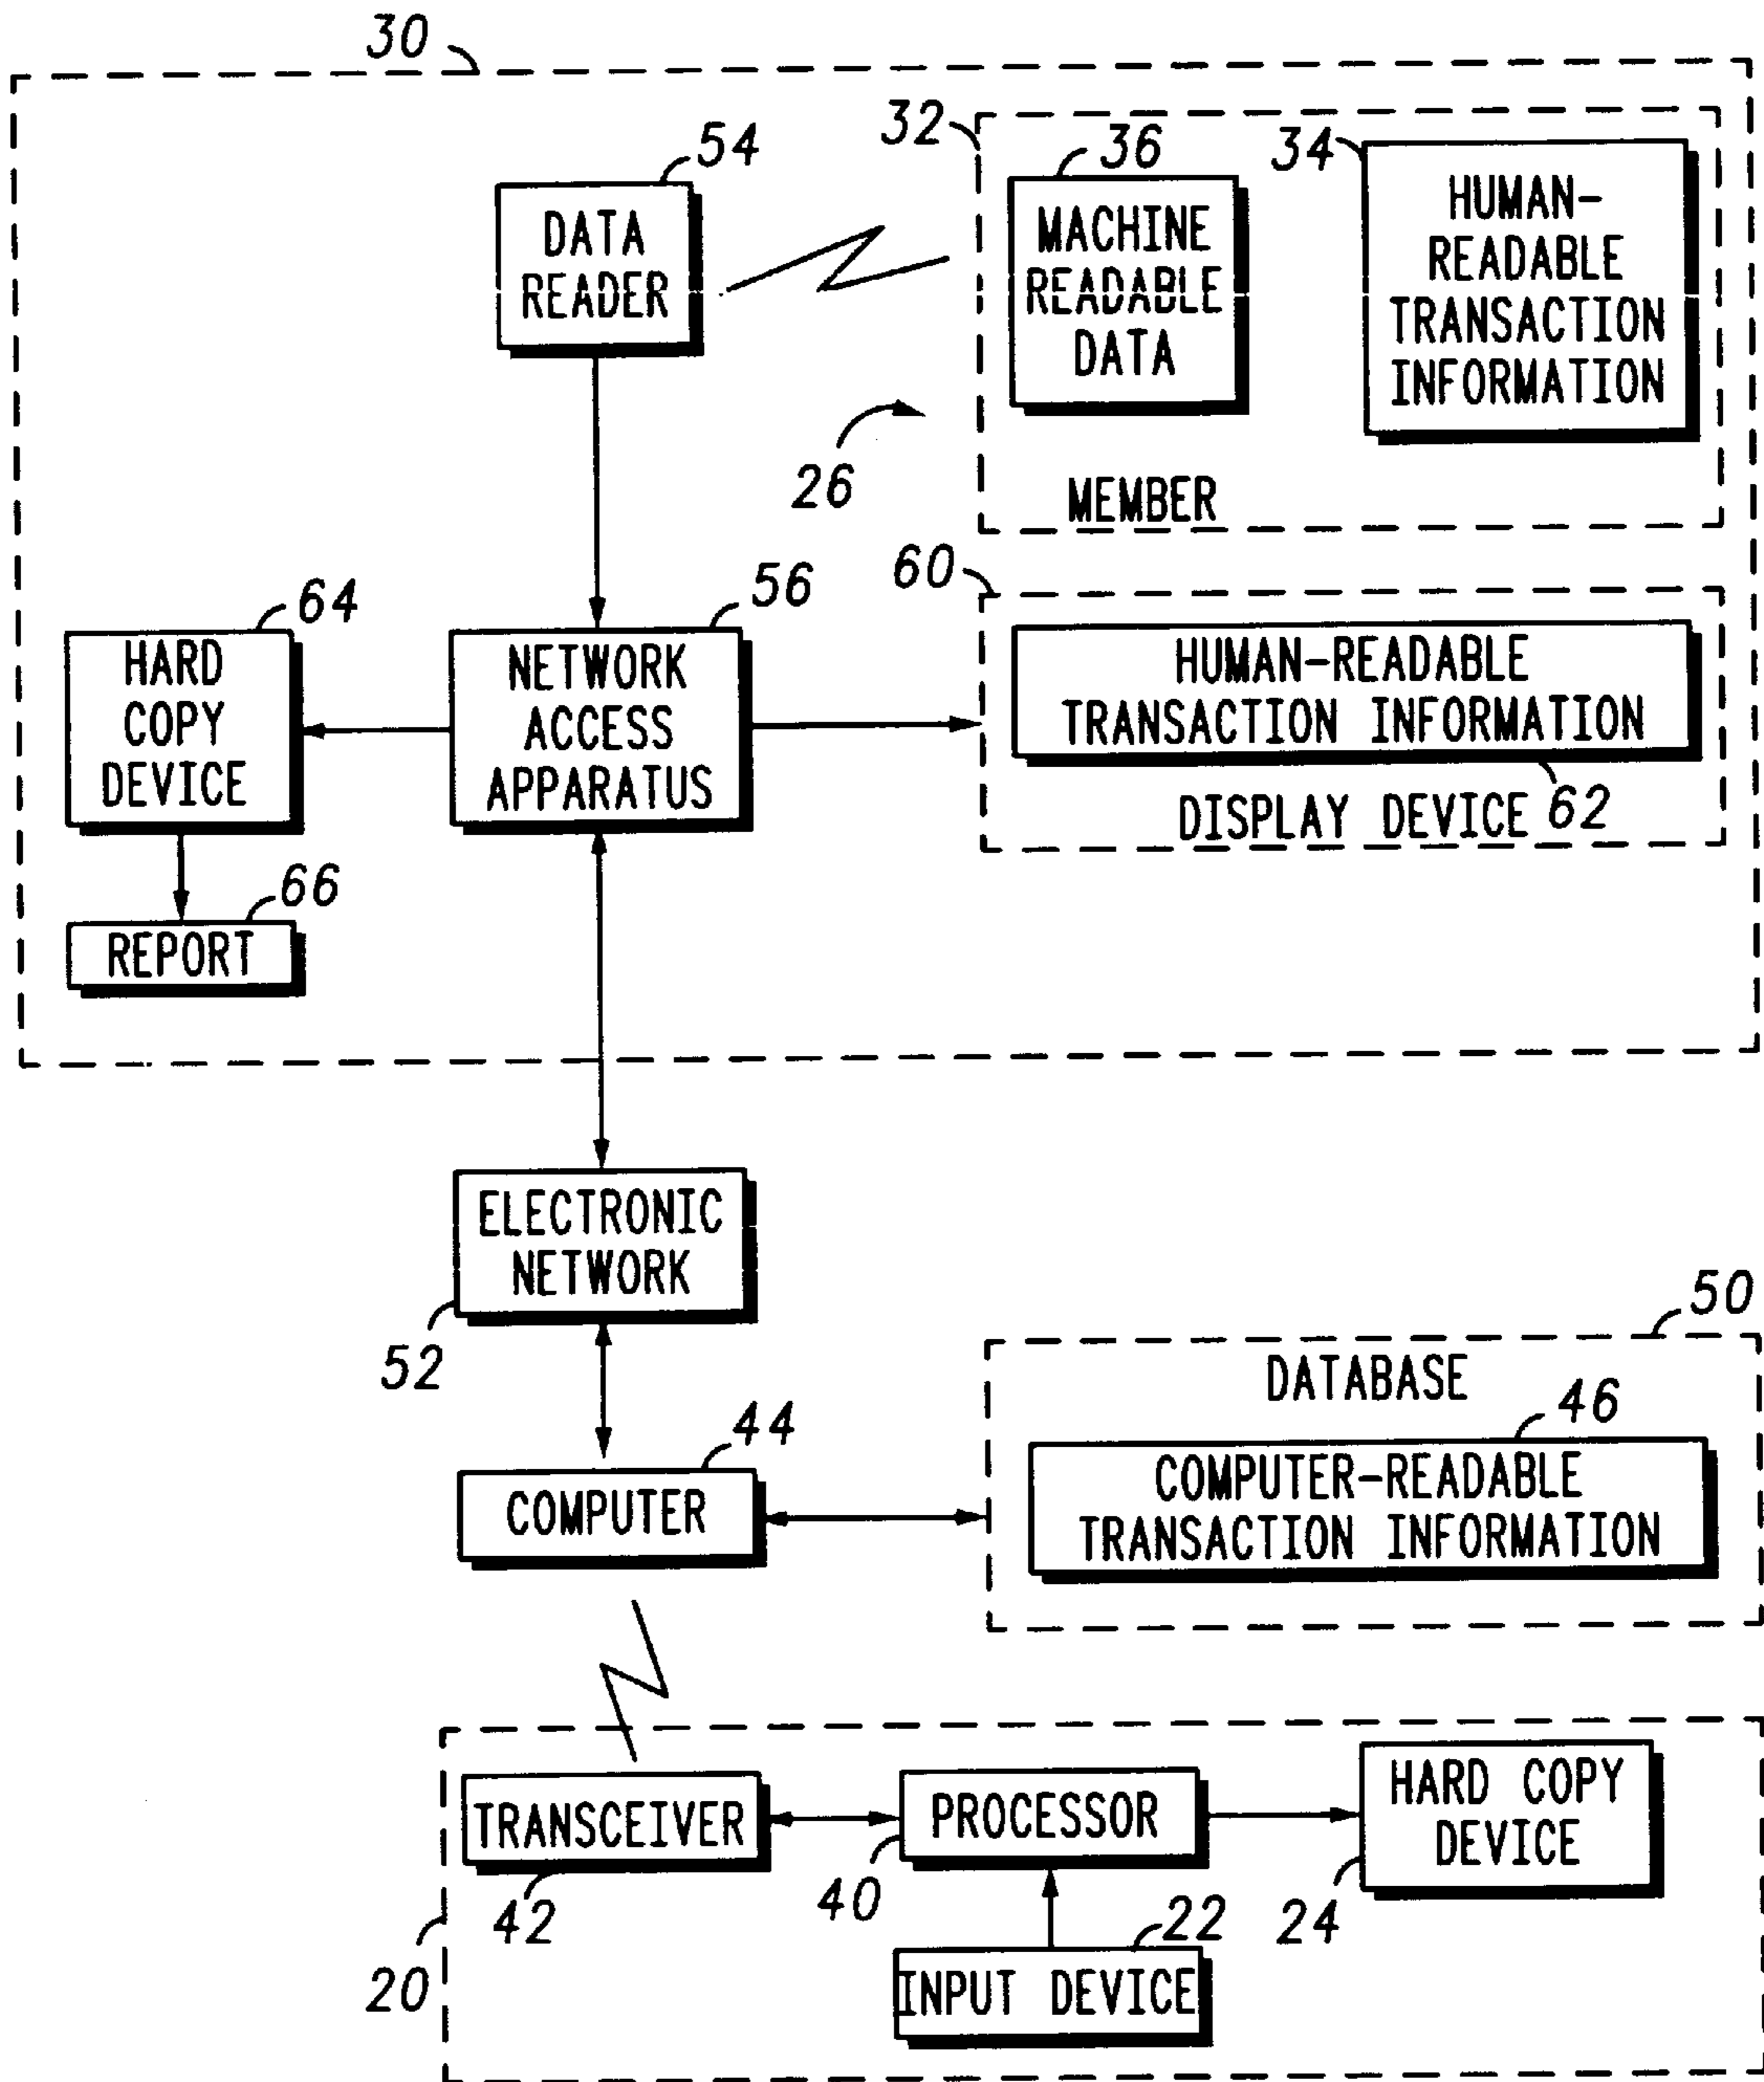 30
54
DATA
READER
32
36
MACHINE
READABLE
DATA
34
HUMAN-
READABLE
TRANSACTION
INFORMATION
26
MEMBER
64
HARD
COPY
DEVICE
56
NETWORK
ACCESS
APPARATUS
60
HUMAN-READABLE
TRANSACTION INFORMATION
DISPLAY DEVICE
62
66
REPORT
ELECTRONIC
NETWORK
52
50
DATABASE
46
COMPUTER-READABLE
TRANSACTION INFORMATION
44
COMPUTER
TRANSCEIVER
42
PROCESSOR
40
HARD COPY
DEVICE
24
22
INPUT DEVICE
20